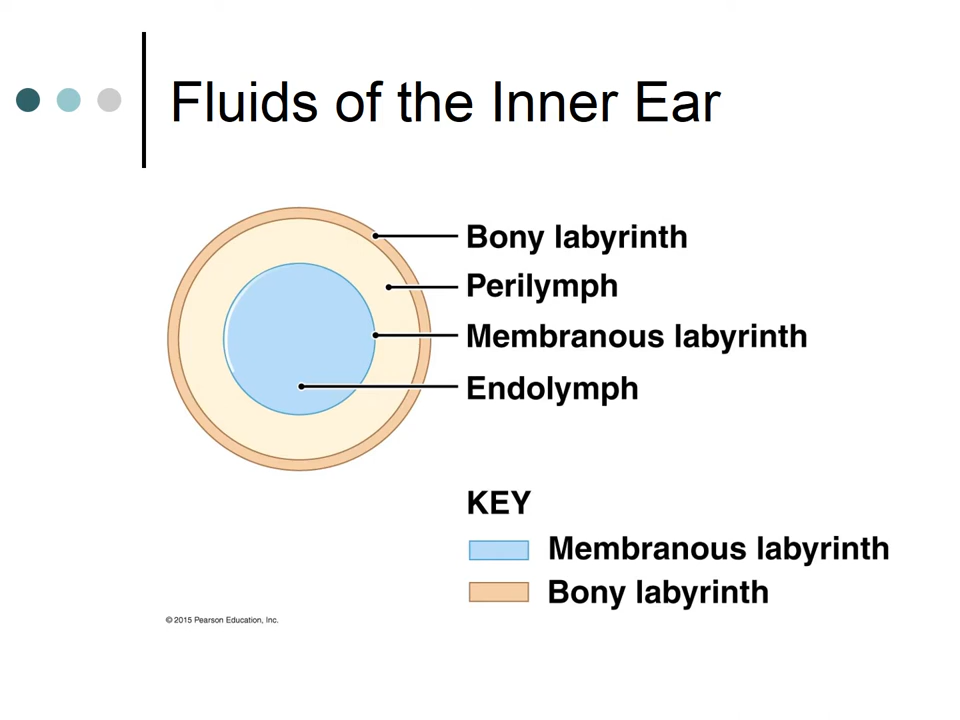 Fluids of the Inner Ear
Bony labyrinth
Perilymph
Membranous labyrinth
Endolymph
KEY
Membranous labyrinth
Bony labyrinth
© 2015 Pearson Education, Inc.